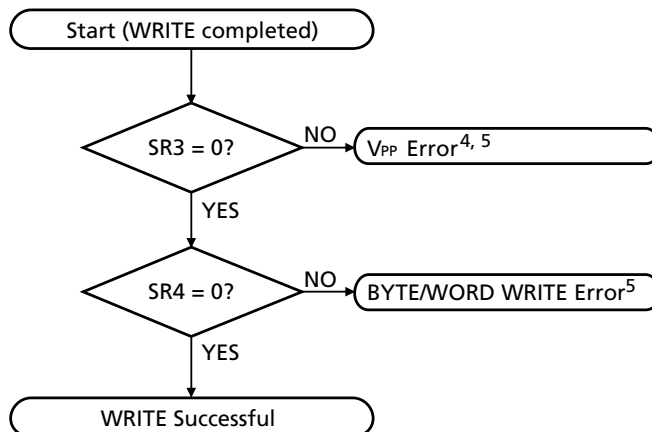 Start (WRITE completed)
SR3 = 0?
NO
VPP Error4, 5
YES
SR4 = 0?
NO
BYTE/WORD WRITE Error5
YES
WRITE Successful